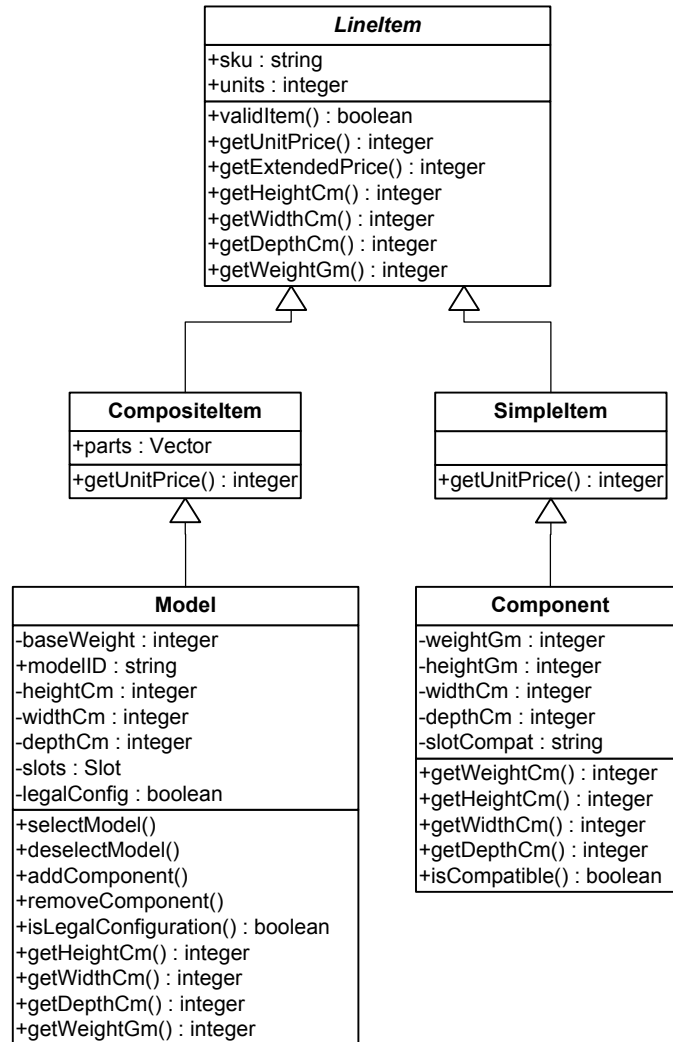 LineItem
+sku : string
+units : integer
+validItem() : boolean
+getUnitPrice() : integer
+getExtendedPrice() : integer
+getHeightCm() : integer
+getWidthCm() : integer
+getDepthCm() : integer
+getWeightGm() : integer
CompositeItem
+parts : Vector
+getUnitPrice() : integer
SimpleItem
+getUnitPrice() : integer
Model
-baseWeight : integer
+modelID : string
-heightCm : integer
-widthCm : integer
-depthCm : integer
-slots : Slot
-legalConfig : boolean
+selectModel()
+deselectModel()
+addComponent()
+removeComponent()
+isLegalConfiguration() : boolean
+getHeightCm() : integer
+getWidthCm() : integer
+getDepthCm() : integer
+getWeightGm() : integer
Component
-weightGm : integer
-heightGm : integer
-widthCm : integer
-depthCm : integer
-slotCompat : string
+getWeightCm() : integer
+getHeightCm() : integer
+getWidthCm() : integer
+getDepthCm() : integer
+isCompatible() : boolean